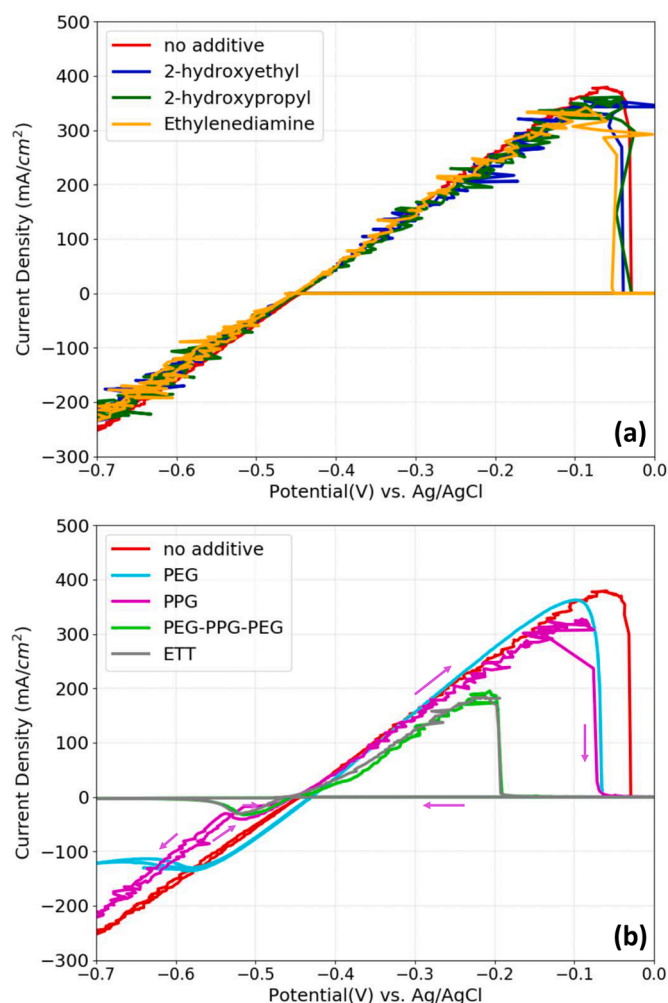 500
400
300
200
100
0
−100
−200
−300
Current Density (mA/cm²)
no additive
2-hydroxyethyl
2-hydroxypropyl
Ethylenediamine
(a)
−0.7 −0.6 −0.5 −0.4 −0.3 −0.2 −0.1 0.0
Potential(V) vs. Ag/AgCl
500
400
300
200
100
0
−100
−200
−300
Current Density (mA/cm²)
no additive
PEG
PPG
PEG-PPG-PEG
ETT
(b)
−0.7 −0.6 −0.5 −0.4 −0.3 −0.2 −0.1 0.0
Potential(V) vs. Ag/AgCl